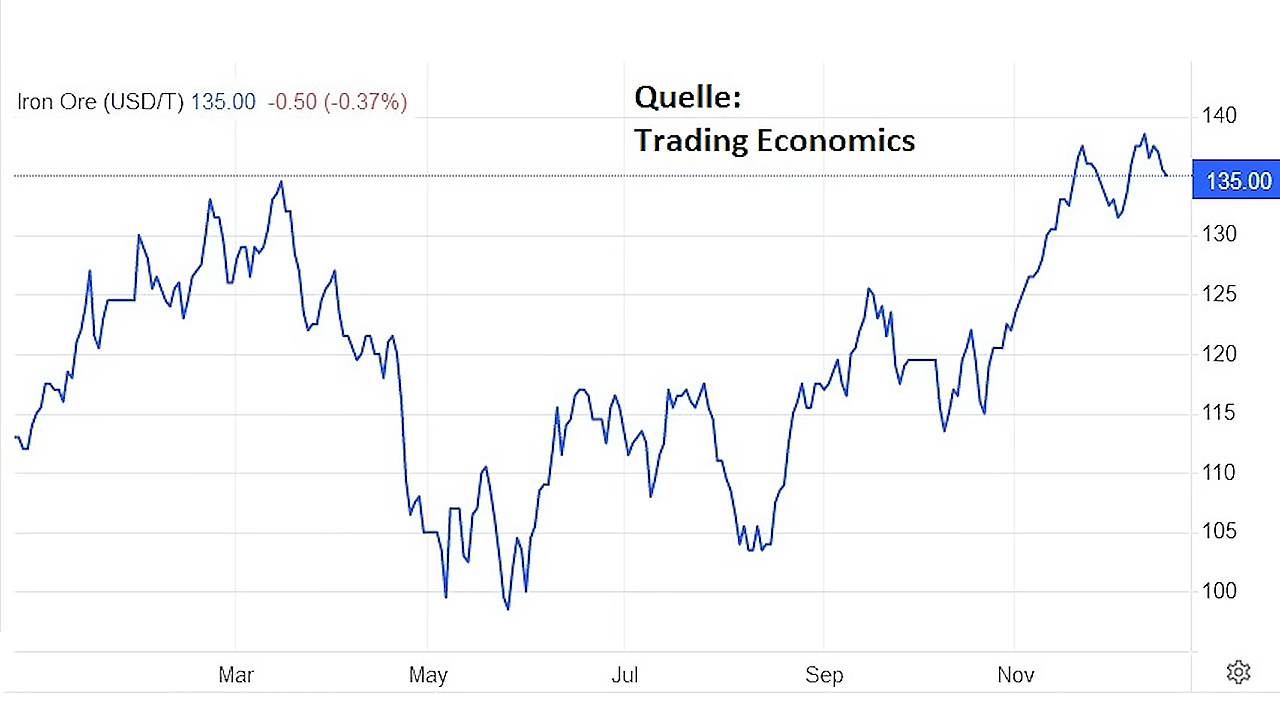 Iron Ore (USD/T) 135.00 -0.50 (-0.37%)
Quelle:
Trading Economics
140
135.00
130
125
120
115
110
105
100
Mar May Jul Sep Nov